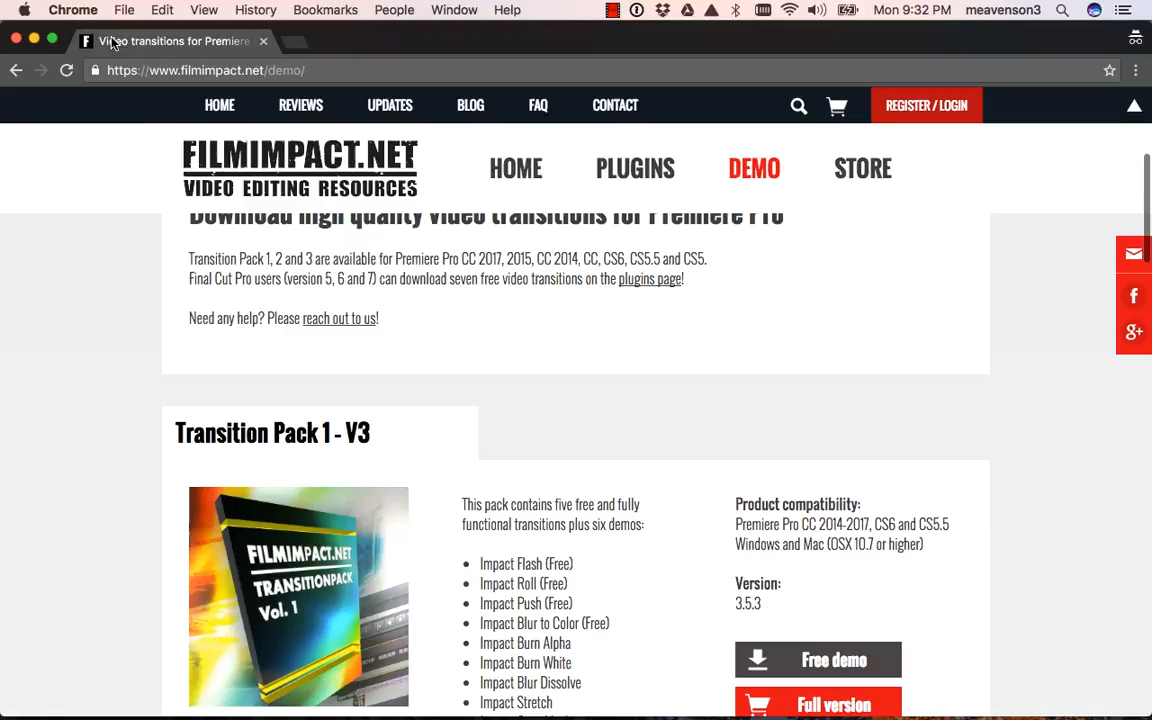 Chrome File Edit View History Bookmarks People Window Help Mon 9:32 PM meavenson3
F Video transitions for Premiere
https://www.filmimpact.net/demo/
HOME REVIEWS UPDATES BLOG FAQ CONTACT REGISTER / LOGIN
FILMIMPACT.NET
VIDEO EDITING RESOURCES
HOME PLUGINS DEMO STORE
Download high quality video transitions for Premiere Pro
Transition Pack 1, 2 and 3 are available for Premiere Pro CC 2017, 2015, CC 2014, CC, CS6, CS5.5 and CS5.
Final Cut Pro users (version 5, 6 and 7) can download seven free video transitions on the plugins page!
Need any help? Please reach out to us!
f
g+
Transition Pack 1 - V3
FILMIMPACT.NET
TRANSITIONPACK
Vol. 1
This pack contains five free and fully
functional transitions plus six demos:
Impact Flash (Free)
Impact Roll (Free)
Impact Push (Free)
Impact Blur to Color (Free)
Impact Burn Alpha
Impact Burn White
Impact Blur Dissolve
Impact Stretch
Product compatibility:
Premiere Pro CC 2014-2017, CS6 and CS5.5
Windows and Mac (OSX 10.7 or higher)
Version:
3.5.3
Free demo
Full version